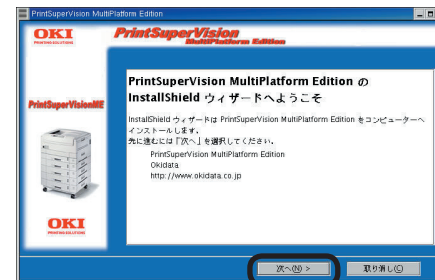 PrintSuperVision MultiPlatform Edition
OKI
PRINTING SOLUTIONS
PrintSuperVision
MultiPlatform Edition
PrintSuperVisionME
PrintSuperVision MultiPlatform Edition の
InstallShield ウィザードへようこそ
InstallShield ウィザードは PrintSuperVision MultiPlatform Edition をコンピューターへ
インストールします。
先に進むには「次へ」を選択してください。
PrintSuperVision MultiPlatform Edition
Okidata
http://www.okidata.co.jp
OKI
PRINTING SOLUTIONS
次へ(N) >
取り消し(C)